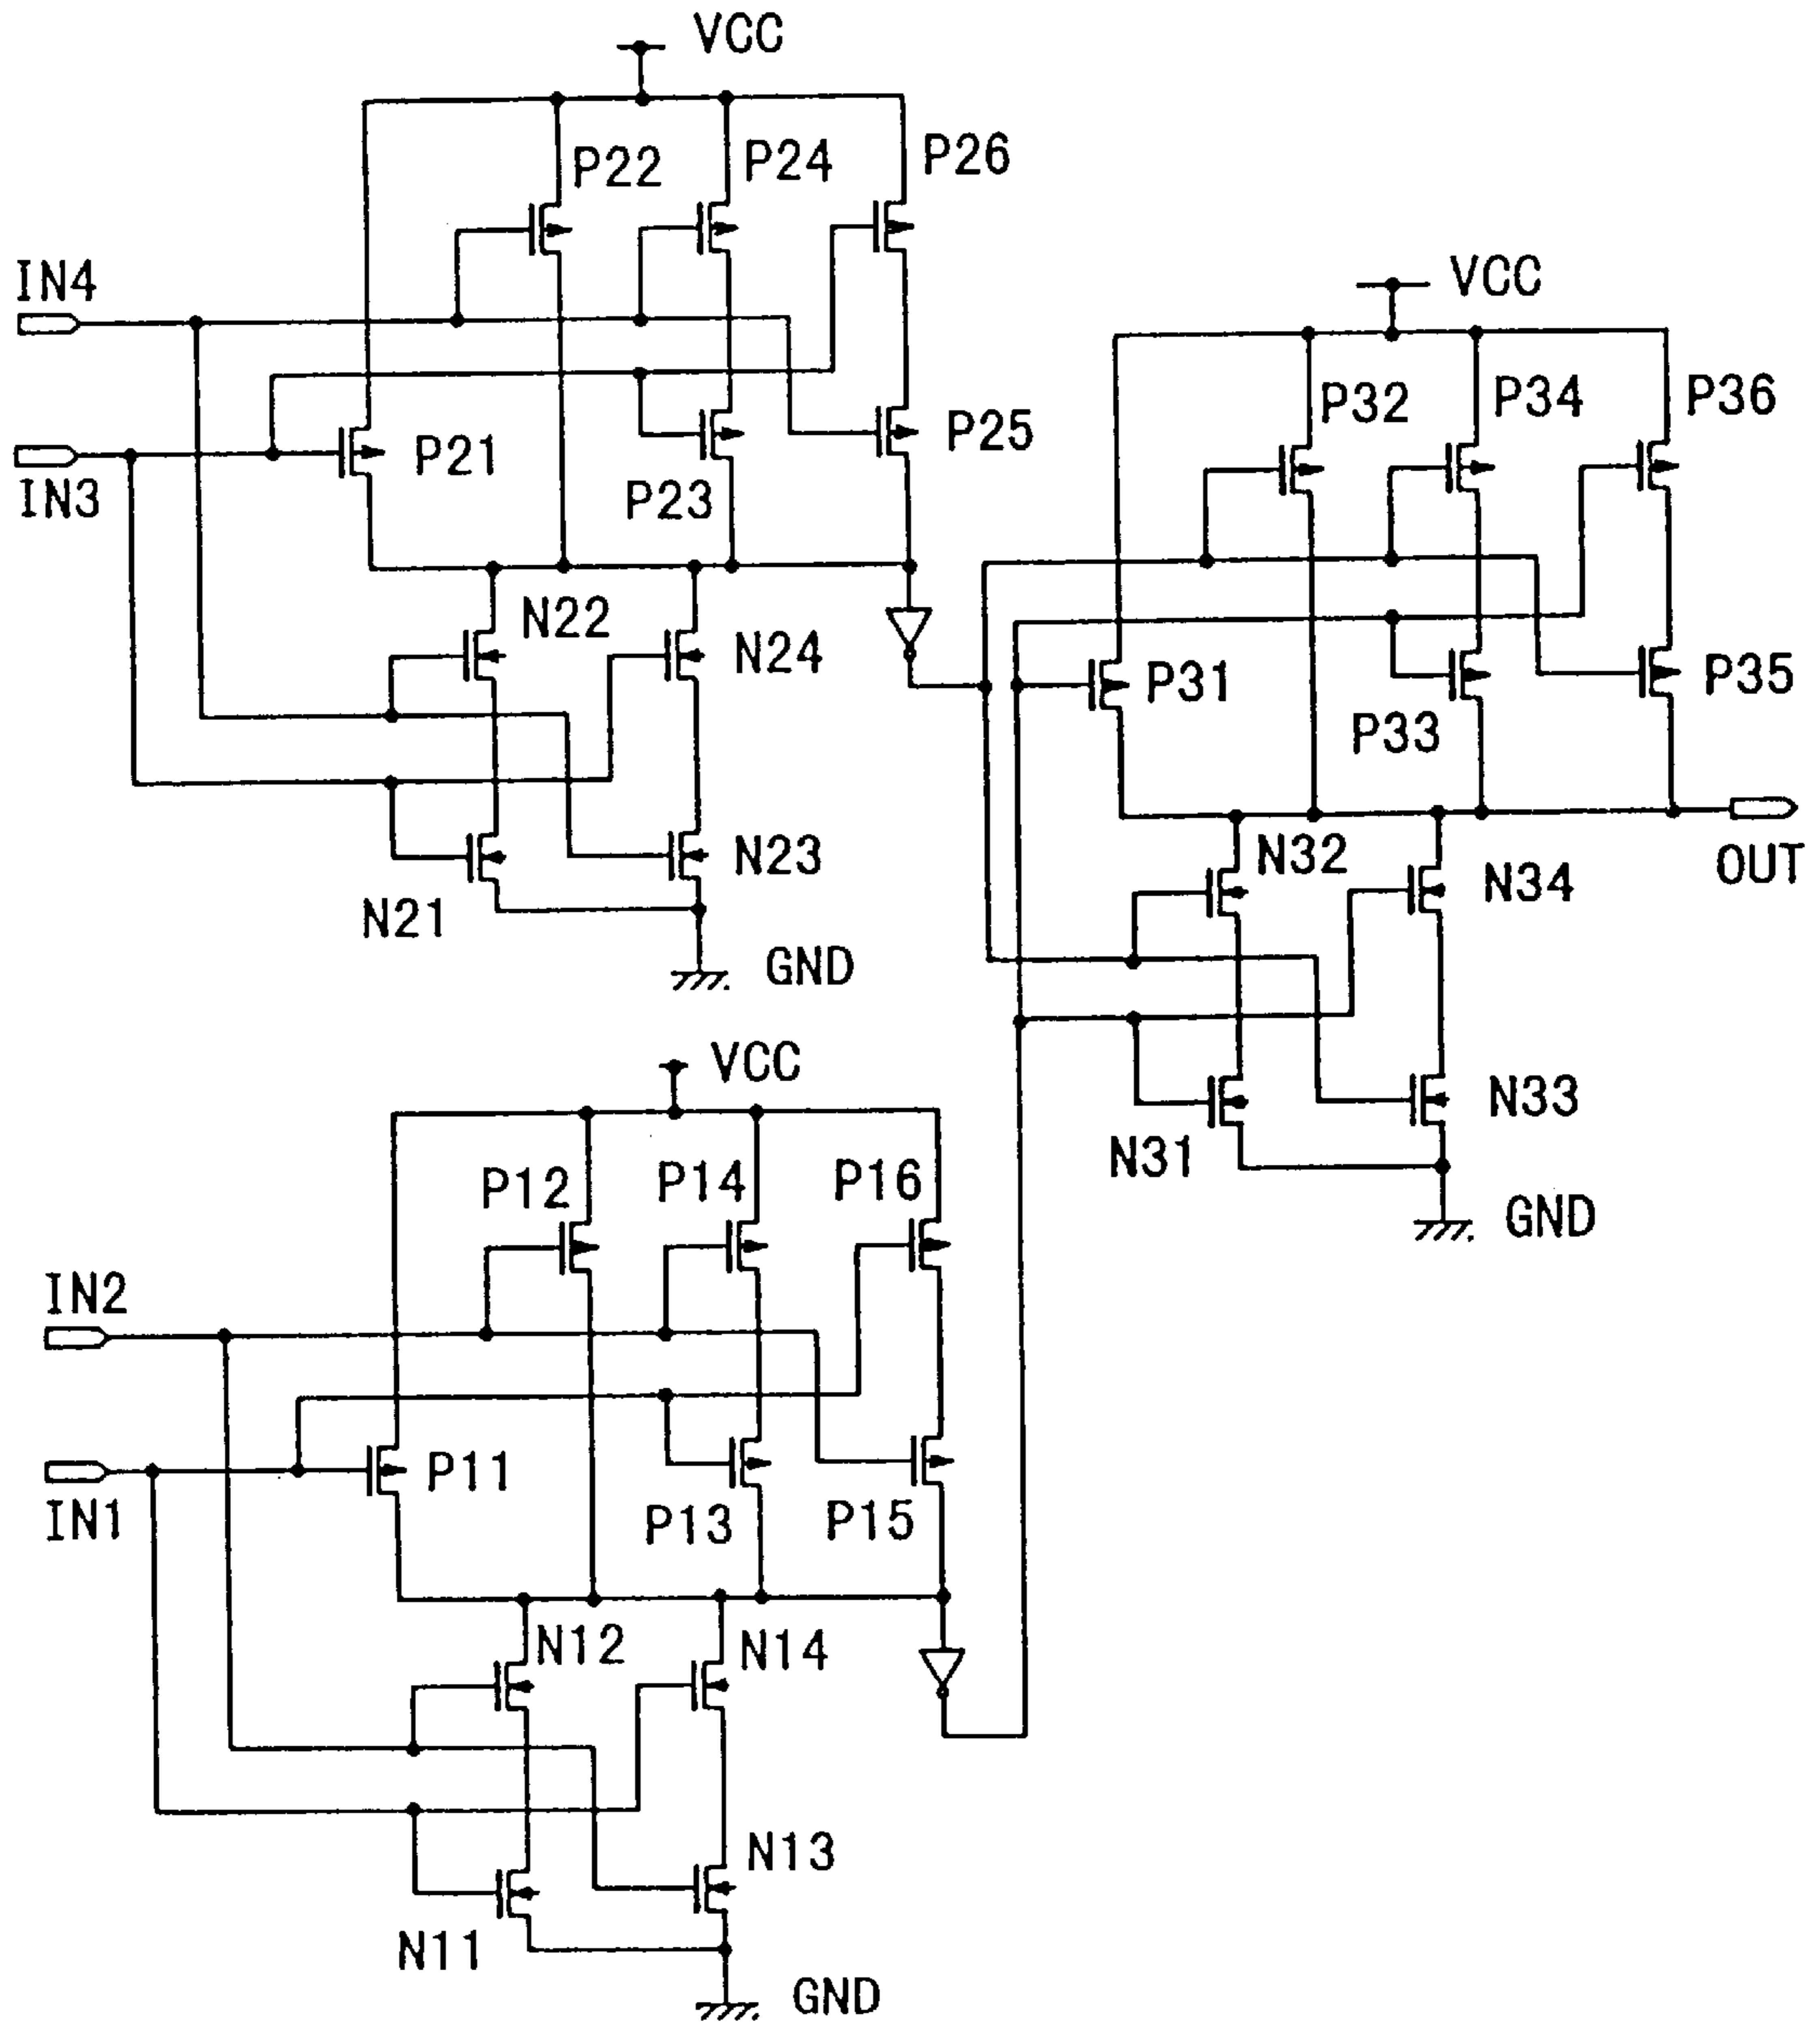 VCC
P22
P24
P26
IN4
VCC
P32
P34
P36
P21
P25
IN3
P23
N22
N24
P31
P35
P33
N32
OUT
N34
N21
N23
GND
VCC
N31
N33
P12
P14
P16
GND
IN2
P11
IN1
P13
P15
N12
N14
N13
N11
GND